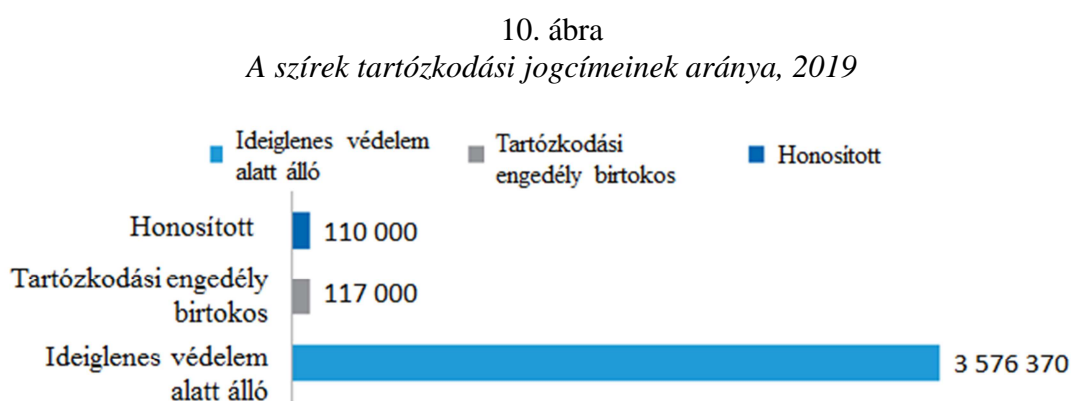 10. ábra
A szírek tartózkodási jogcímeinek aránya, 2019
Ideiglenes védelem
alatt álló
Tartózkodási
engedély birtokos
Honosított
Honosított
110 000
Tartózkodási engedély
birtokos
117 000
Ideiglenes védelem
alatt álló
3 576 370